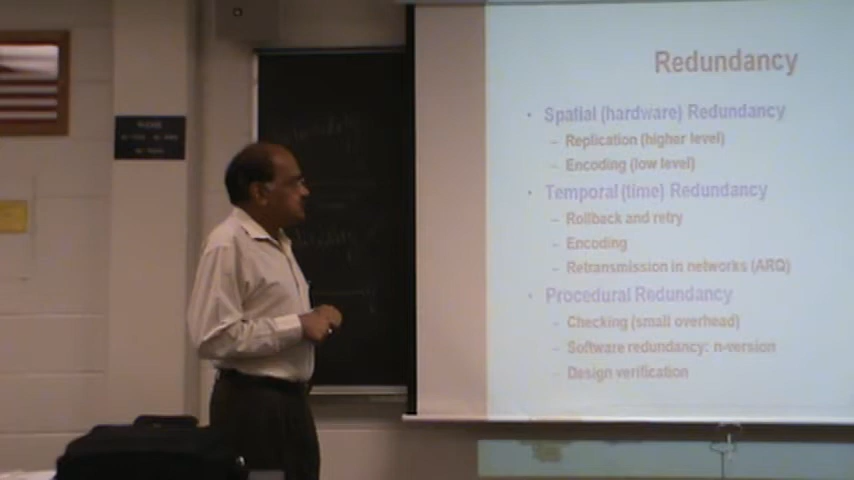 Redundancy
• Spatial (hardware) Redundancy
– Replication (higher level)
– Encoding (low level)
• Temporal (time) Redundancy
– Rollback and retry
– Encoding
– Retransmission in networks (ARQ)
• Procedural Redundancy
– Checking (small overhead)
– Software redundancy: n-version
– Design verification